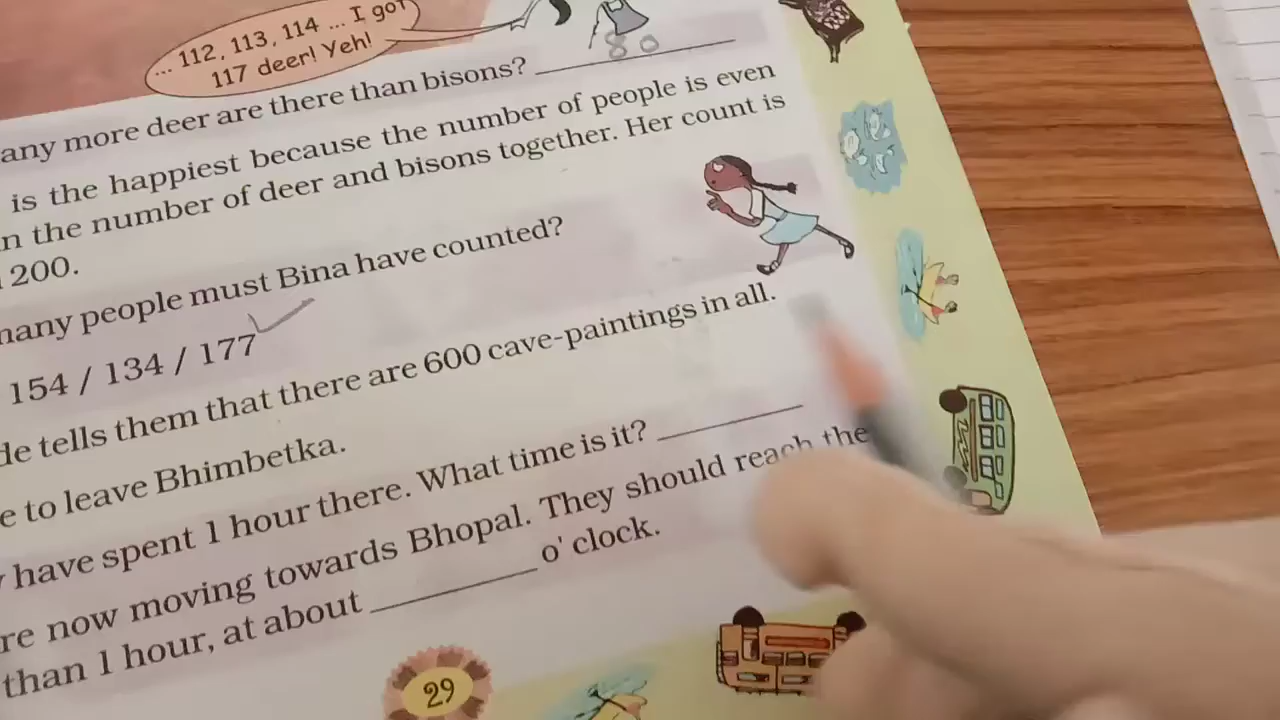 ... 112, 113, 114 ... I got
117 deer! Yeh!
any more deer are there than bisons? 80
is the happiest because the number of people is even
n the number of deer and bisons together. Her count is
200.
many people must Bina have counted?
154 / 134 / 177
de tells them that there are 600 cave-paintings in all.
e to leave Bhimbetka.
have spent 1 hour there. What time is it?
re now moving towards Bhopal. They should reach the
than 1 hour, at about o' clock.
29